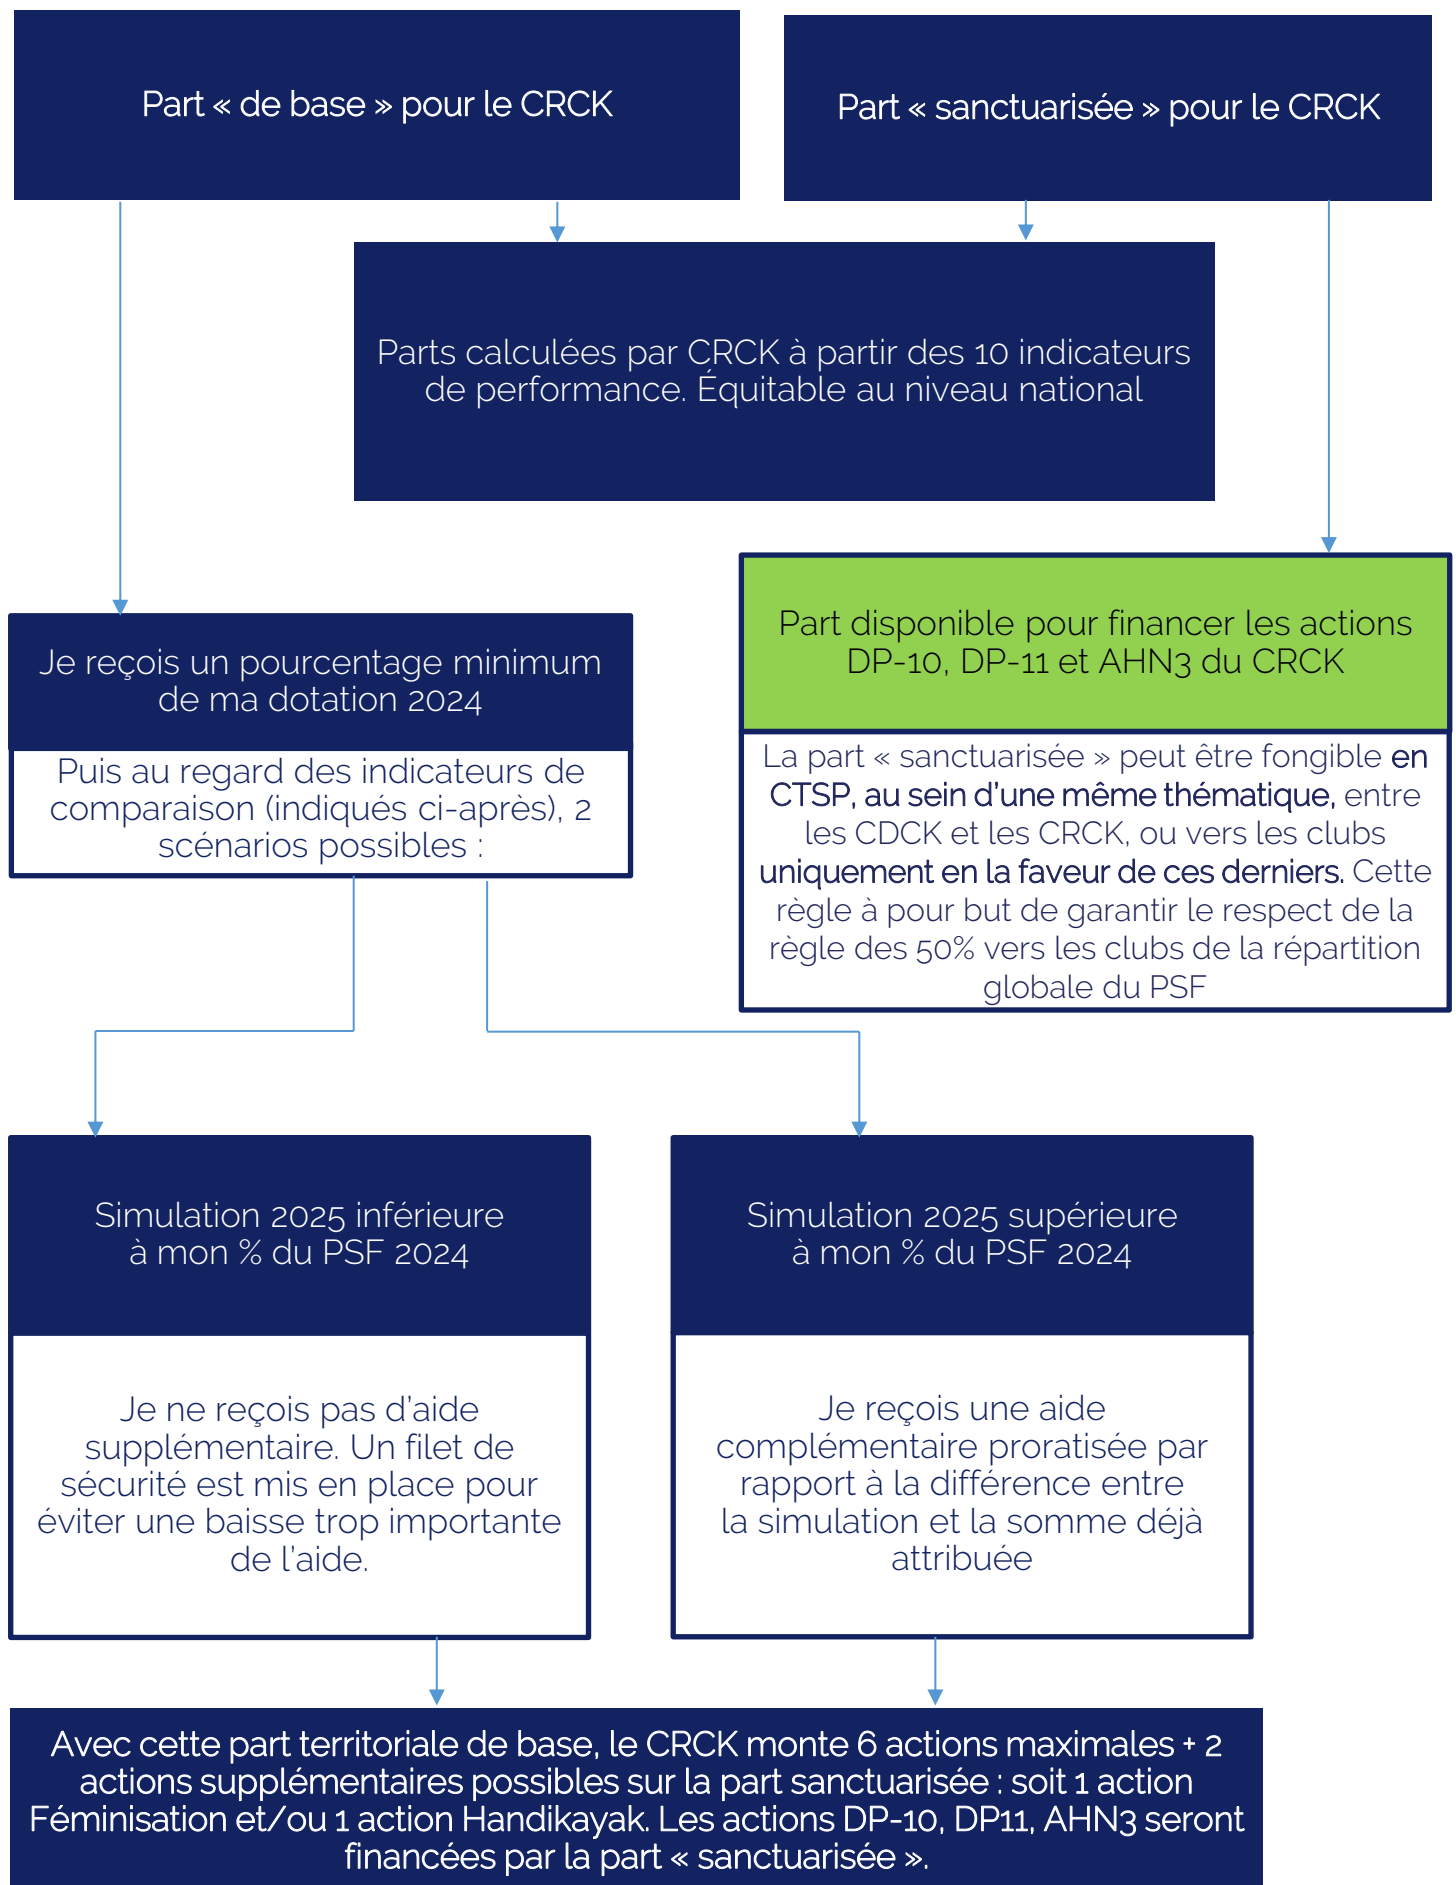 Part « de base » pour le CRCK
Part « sanctuarisée » pour le CRCK
Parts calculées par CRCK à partir des 10 indicateurs
de performance. Équitable au niveau national
Je reçois un pourcentage minimum
de ma dotation 2024
Puis au regard des indicateurs de
comparaison (indiqués ci-après), 2
scénarios possibles :
Part disponible pour financer les actions
DP-10, DP-11 et AHN3 du CRCK
La part « sanctuarisée » peut être fongible en
CTSP, au sein d’une même thématique, entre
les CDCK et les CRCK, ou vers les clubs
uniquement en la faveur de ces derniers. Cette
règle à pour but de garantir le respect de la
règle des 50% vers les clubs de la répartition
globale du PSF
Simulation 2025 inférieure
à mon % du PSF 2024
Je ne reçois pas d’aide
supplémentaire. Un filet de
sécurité est mis en place pour
éviter une baisse trop importante
de l’aide.
Simulation 2025 supérieure
à mon % du PSF 2024
Je reçois une aide
complémentaire proratisée par
rapport à la différence entre
la simulation et la somme déjà
attribuée
Avec cette part territoriale de base, le CRCK monte 6 actions maximales + 2
actions supplémentaires possibles sur la part sanctuarisée : soit 1 action
Féminisation et/ou 1 action Handikayak. Les actions DP-10, DP11, AHN3 seront
financées par la part « sanctuarisée ».